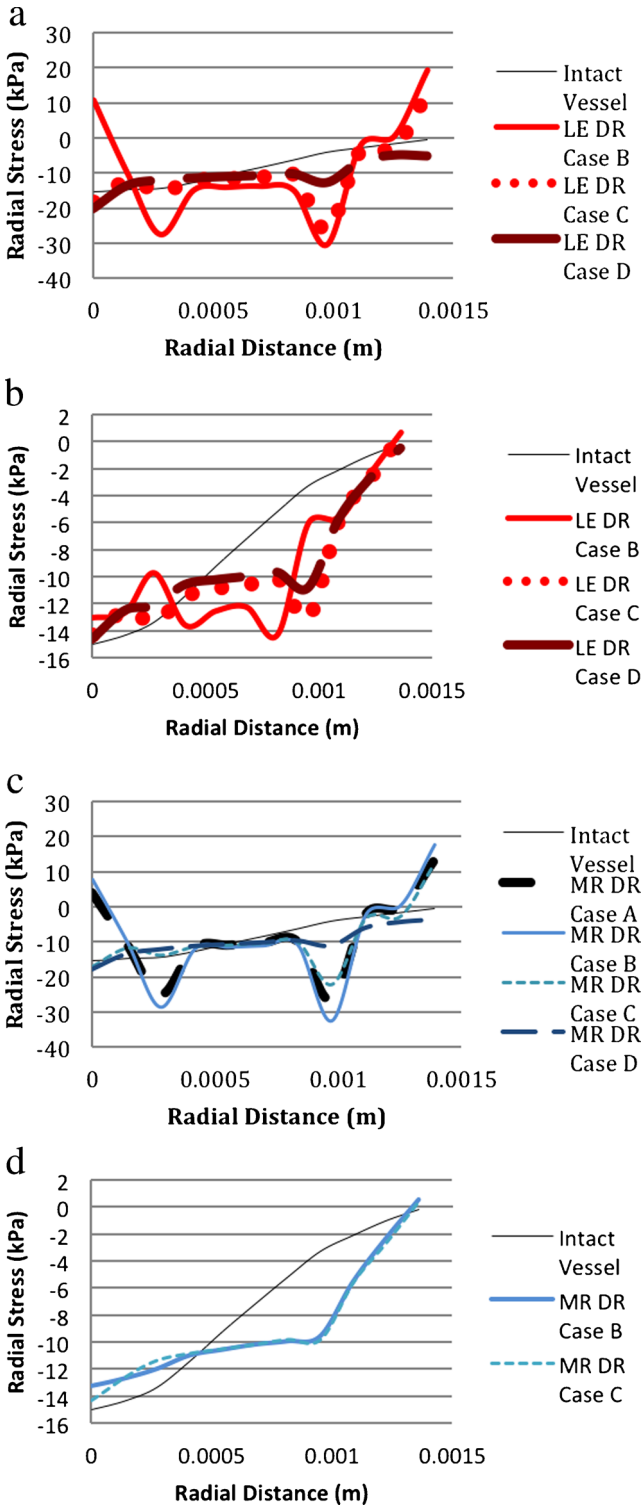 a
30
20
10
0
-10
-20
-30
-40
Radial Stress (kPa)
0
0.0005
0.001
0.0015
Radial Distance (m)
Intact
Vessel
LE DR
Case B
LE DR
Case C
LE DR
Case D
b
2
0
-2
-4
-6
-8
-10
-12
-14
-16
Radial Stress (kPa)
0
0.0005
0.001
0.0015
Radial Distance (m)
Intact
Vessel
LE DR
Case B
LE DR
Case C
LE DR
Case D
c
30
20
10
0
-10
-20
-30
-40
Radial Stress (kPa)
0
0.0005
0.001
0.0015
Radial Distance (m)
Intact
Vessel
MR DR
Case A
MR DR
Case B
MR DR
Case C
MR DR
Case D
d
2
0
-2
-4
-6
-8
-10
-12
-14
-16
Radial Stress (kPa)
0
0.0005
0.001
0.0015
Radial Distance (m)
Intact
Vessel
MR DR
Case B
MR DR
Case C